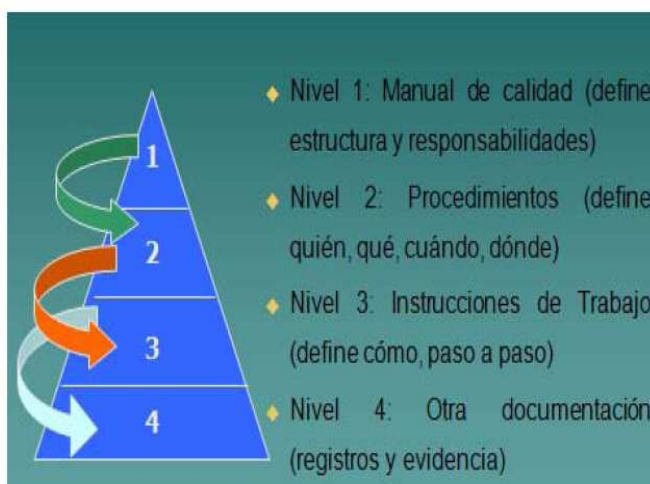 1
2
3
4
◆ Nivel 1: Manual de calidad (define
estructura y responsabilidades)
◆ Nivel 2: Procedimientos (define
quién, qué, cuándo, dónde)
◆ Nivel 3: Instrucciones de Trabajo
(define cómo, paso a paso)
◆ Nivel 4: Otra documentación
(registros y evidencia)